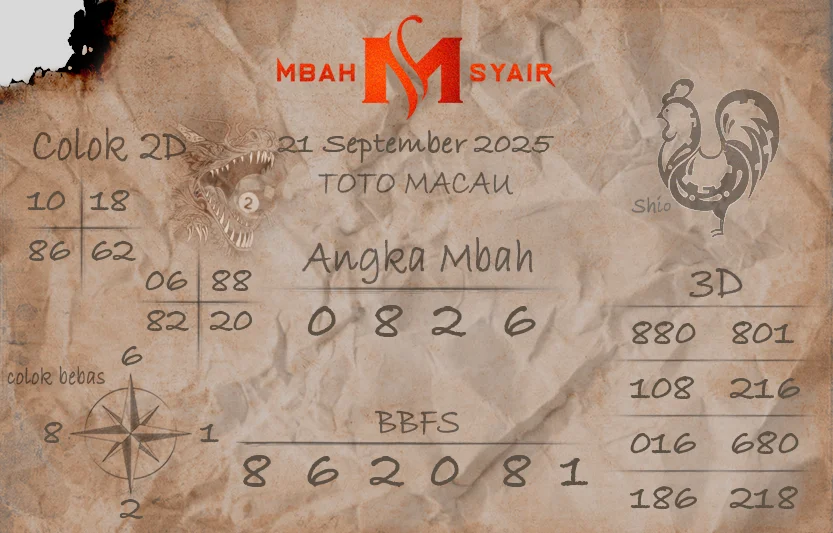 MBAH M SYAIR
21 September 2025
TOTO MACAU
Colok 2D
10 18
86 62
06 88
82 20
2
Shio
Angka Mbah
0 8 2 6
colok bebas
6
8 1
2
BBFS
8 6 2 0 8 1
3D
880 801
108 216
016 680
186 218